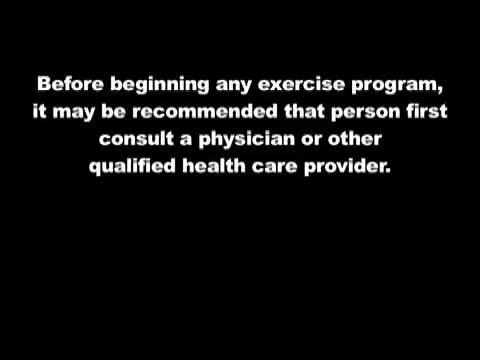 Before beginning any exercise program,
it may be recommended that person first
consult a physician or other
qualified health care provider.